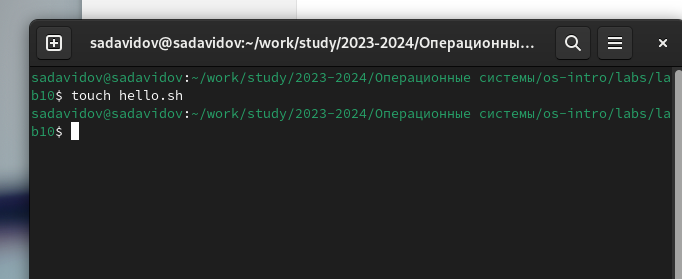 sadavidov@sadavidov:~/work/study/2023-2024/Операционны...
sadavidov@sadavidov:~/work/study/2023-2024/Операционные системы/os-intro/labs/la
b10$ touch hello.sh
sadavidov@sadavidov:~/work/study/2023-2024/Операционные системы/os-intro/labs/la
b10$